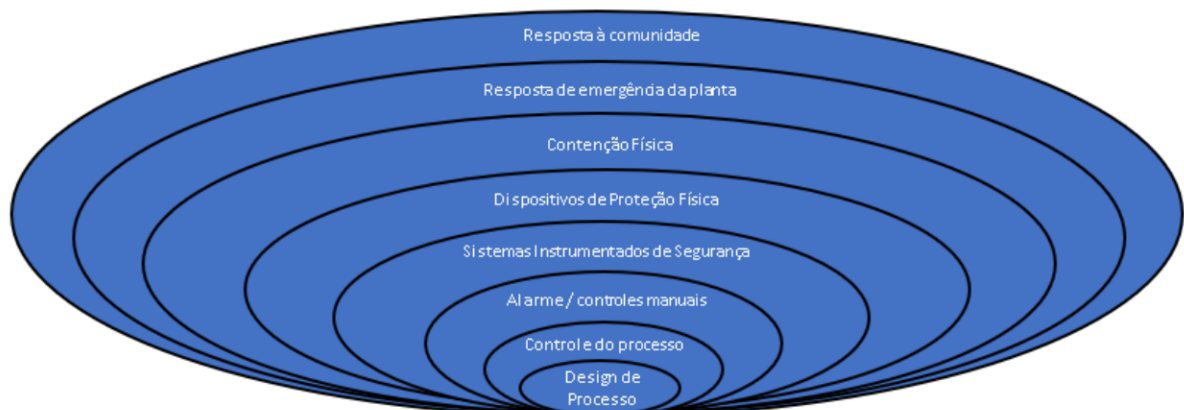 Resposta à comunidade
Resposta de emergência da planta
Contenção Física
Dispositivos de Proteção Física
Sistemas Instrumentados de Segurança
Alarme / controles manuais
Controle do processo
Design de
Processo